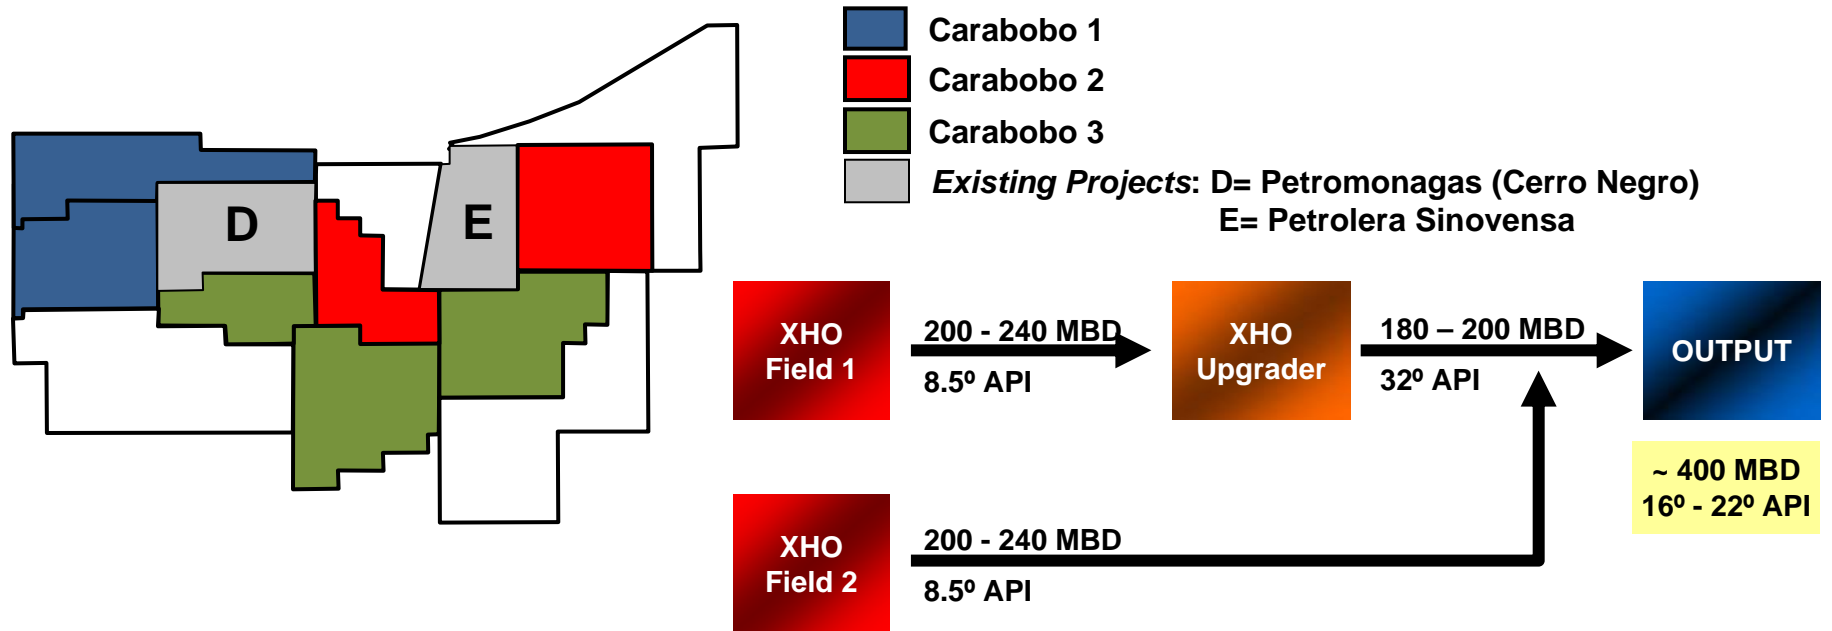 Carabobo 1
Carabobo 2
Carabobo 3
Existing Projects: D= Petromonagas (Cerro Negro)
E= Petrolera Sinovensa
D
E
XHO
Field 1
200 - 240 MBD
8.5º API
XHO
Upgrader
180 – 200 MBD
32º API
OUTPUT
~ 400 MBD
16º - 22º API
XHO
Field 2
200 - 240 MBD
8.5º API